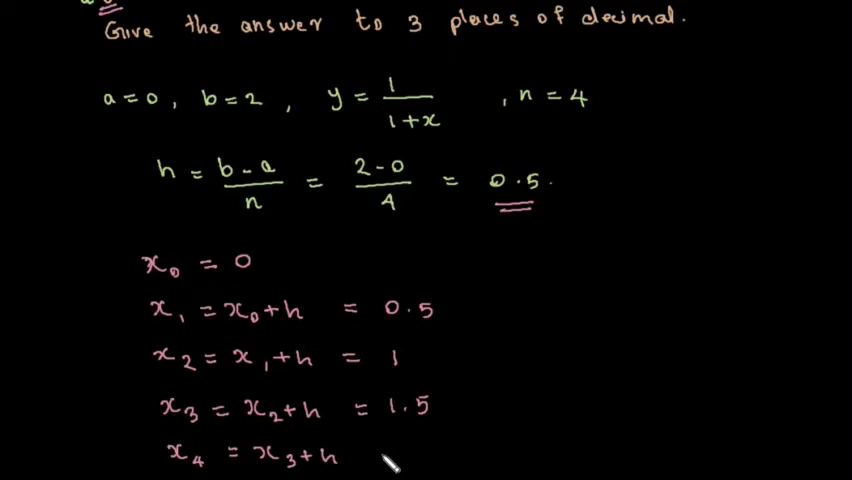 Give the answer to 3 places of decimal.
a = 0, b = 2, y = 1/(1+x), n = 4
h = (b - a)/n = (2 - 0)/4 = 0.5.
x₀ = 0
x₁ = x₀ + h = 0.5
x₂ = x₁ + h = 1
x₃ = x₂ + h = 1.5
x₄ = x₃ + h